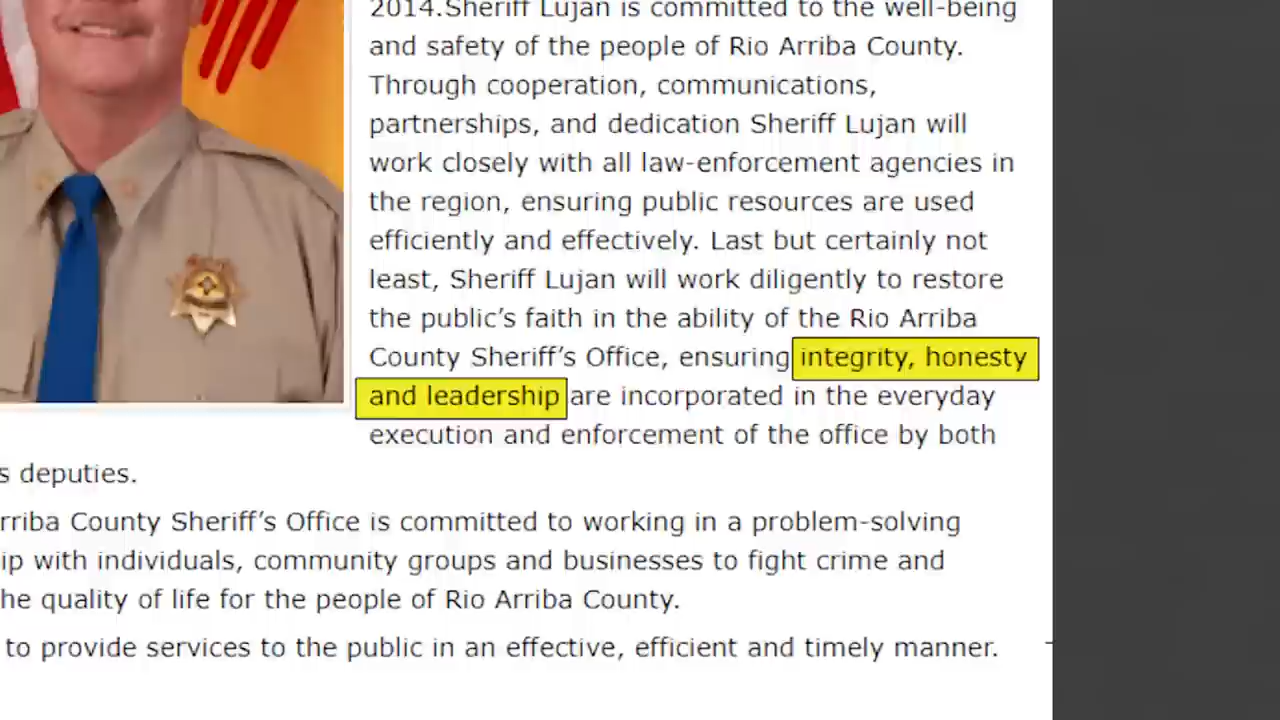 2014.Sheriff Lujan is committed to the well-being
and safety of the people of Rio Arriba County.
Through cooperation, communications,
partnerships, and dedication Sheriff Lujan will
work closely with all law-enforcement agencies in
the region, ensuring public resources are used
efficiently and effectively. Last but certainly not
least, Sheriff Lujan will work diligently to restore
the public’s faith in the ability of the Rio Arriba
County Sheriff’s Office, ensuring integrity, honesty
and leadership are incorporated in the everyday
execution and enforcement of the office by both
s deputies.
rriba County Sheriff’s Office is committed to working in a problem-solving
ip with individuals, community groups and businesses to fight crime and
he quality of life for the people of Rio Arriba County.
to provide services to the public in an effective, efficient and timely manner.